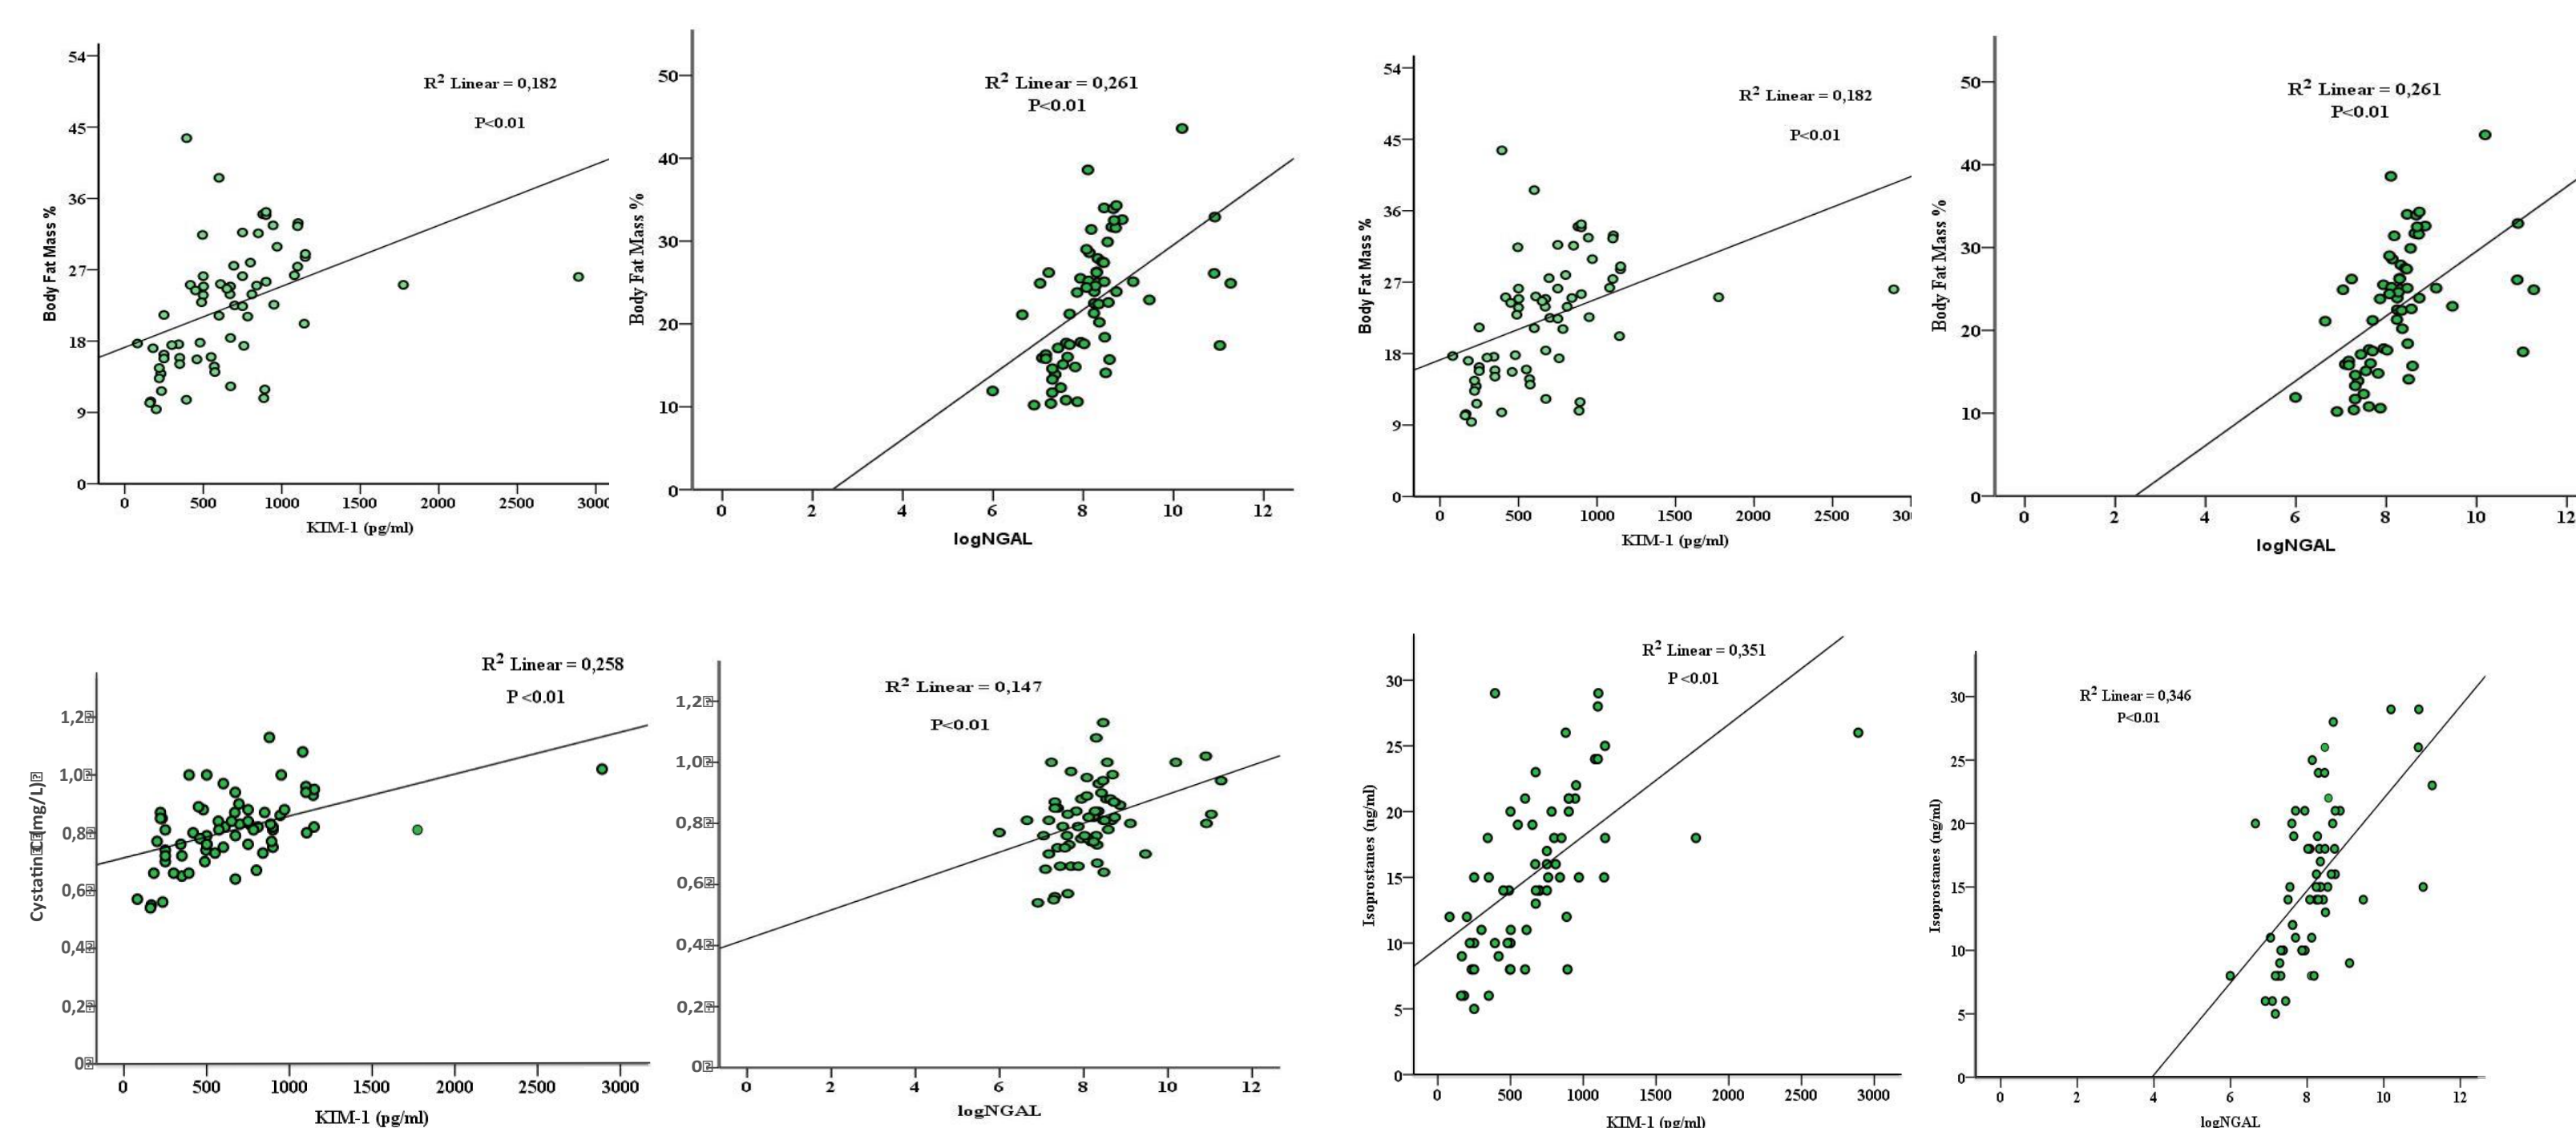 R2 Linear = 0,182
P<0.01
54
45
36
27
18
9
0
Body Fat Mass %
0 500 1000 1500 2000 2500 3000
KIM-1 (pg/ml)
R2 Linear = 0,261
P<0.01
50
40
30
20
10
0
Body Fat Mass %
0 2 4 6 8 10 12
logNGAL
R2 Linear = 0,182
P<0.01
54
45
36
27
18
9
0
Body Fat Mass %
0 500 1000 1500 2000 2500 30
KIM-1 (pg/ml)
R2 Linear = 0,261
P<0.01
50
40
30
20
10
0
Body Fat Mass %
0 2 4 6 8 10 12
logNGAL
R2 Linear = 0,258
P <0.01
1,2
1,0
0,8
0,6
0,4
0,2
0
Cystatin C (mg/L)
0 500 1000 1500 2000 2500 3000
KIM-1 (pg/ml)
R2 Linear = 0,147
P<0.01
1,2
1,0
0,8
0,6
0,4
0,2
0
0 2 4 6 8 10 12
logNGAL
R2 Linear = 0,351
P <0.01
30
25
20
15
10
5
0
Isoprostanes (ng/ml)
0 500 1000 1500 2000 2500 3000
KIM-1 (pg/ml)
R2 Linear = 0,346
P<0.01
30
25
20
15
10
5
0
Isoprostanes (ng/ml)
0 2 4 6 8 10 12
logNGAL